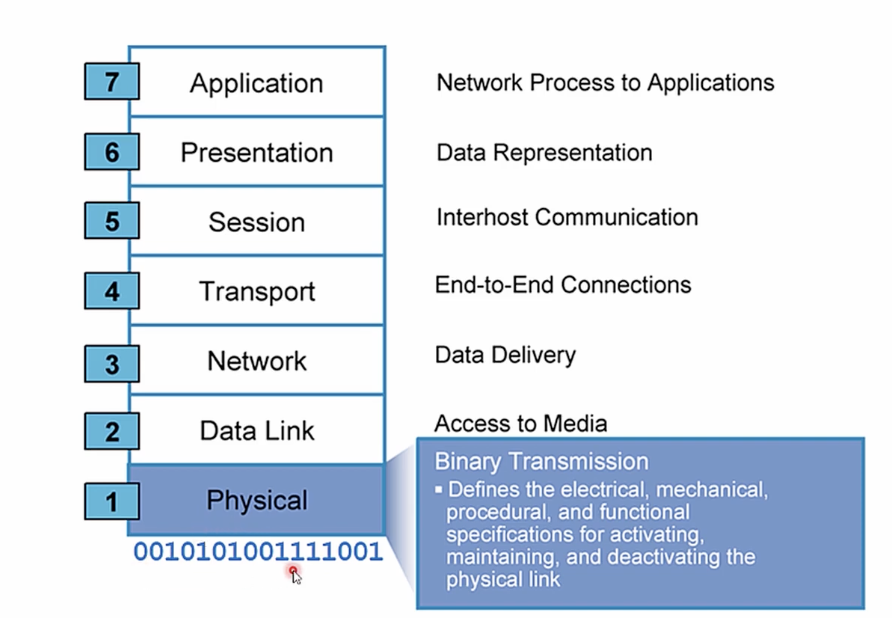 7 Application Network Process to Applications
6 Presentation Data Representation
5 Session Interhost Communication
4 Transport End-to-End Connections
3 Network Data Delivery
2 Data Link Access to Media
1 Physical
0010101001111001
Binary Transmission
▪ Defines the electrical, mechanical,
procedural, and functional
specifications for activating,
maintaining, and deactivating the
physical link